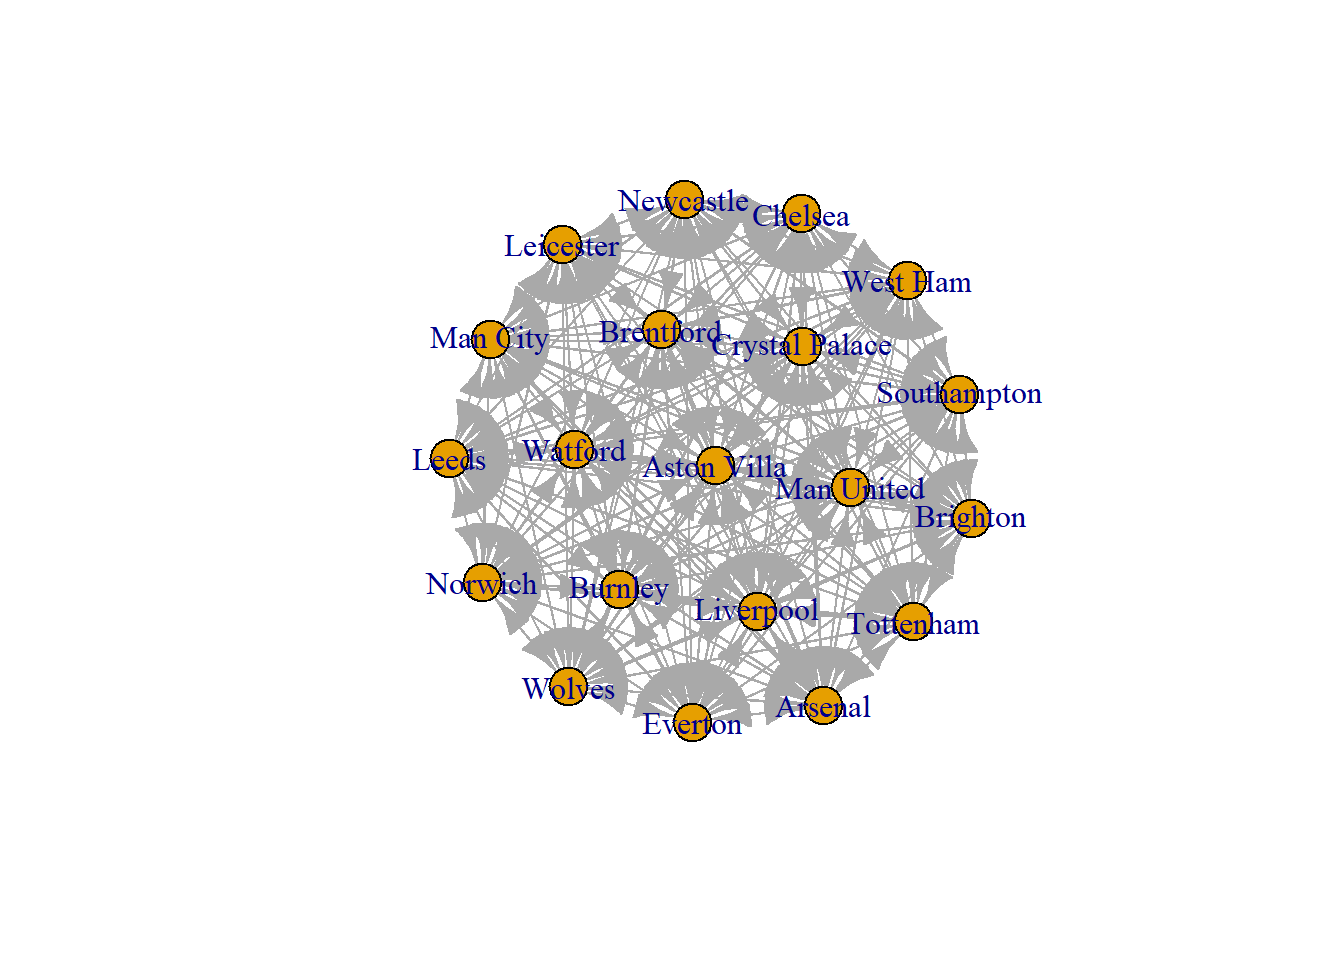 Newcastle
Chelsea
Leicester
West Ham
Brentford
Man City
Crystal Palace
Southampton
Watford
Leeds
Aston Villa
Man United
Brighton
Norwich
Burnley
Liverpool
Tottenham
Wolves
Arsenal
Everton